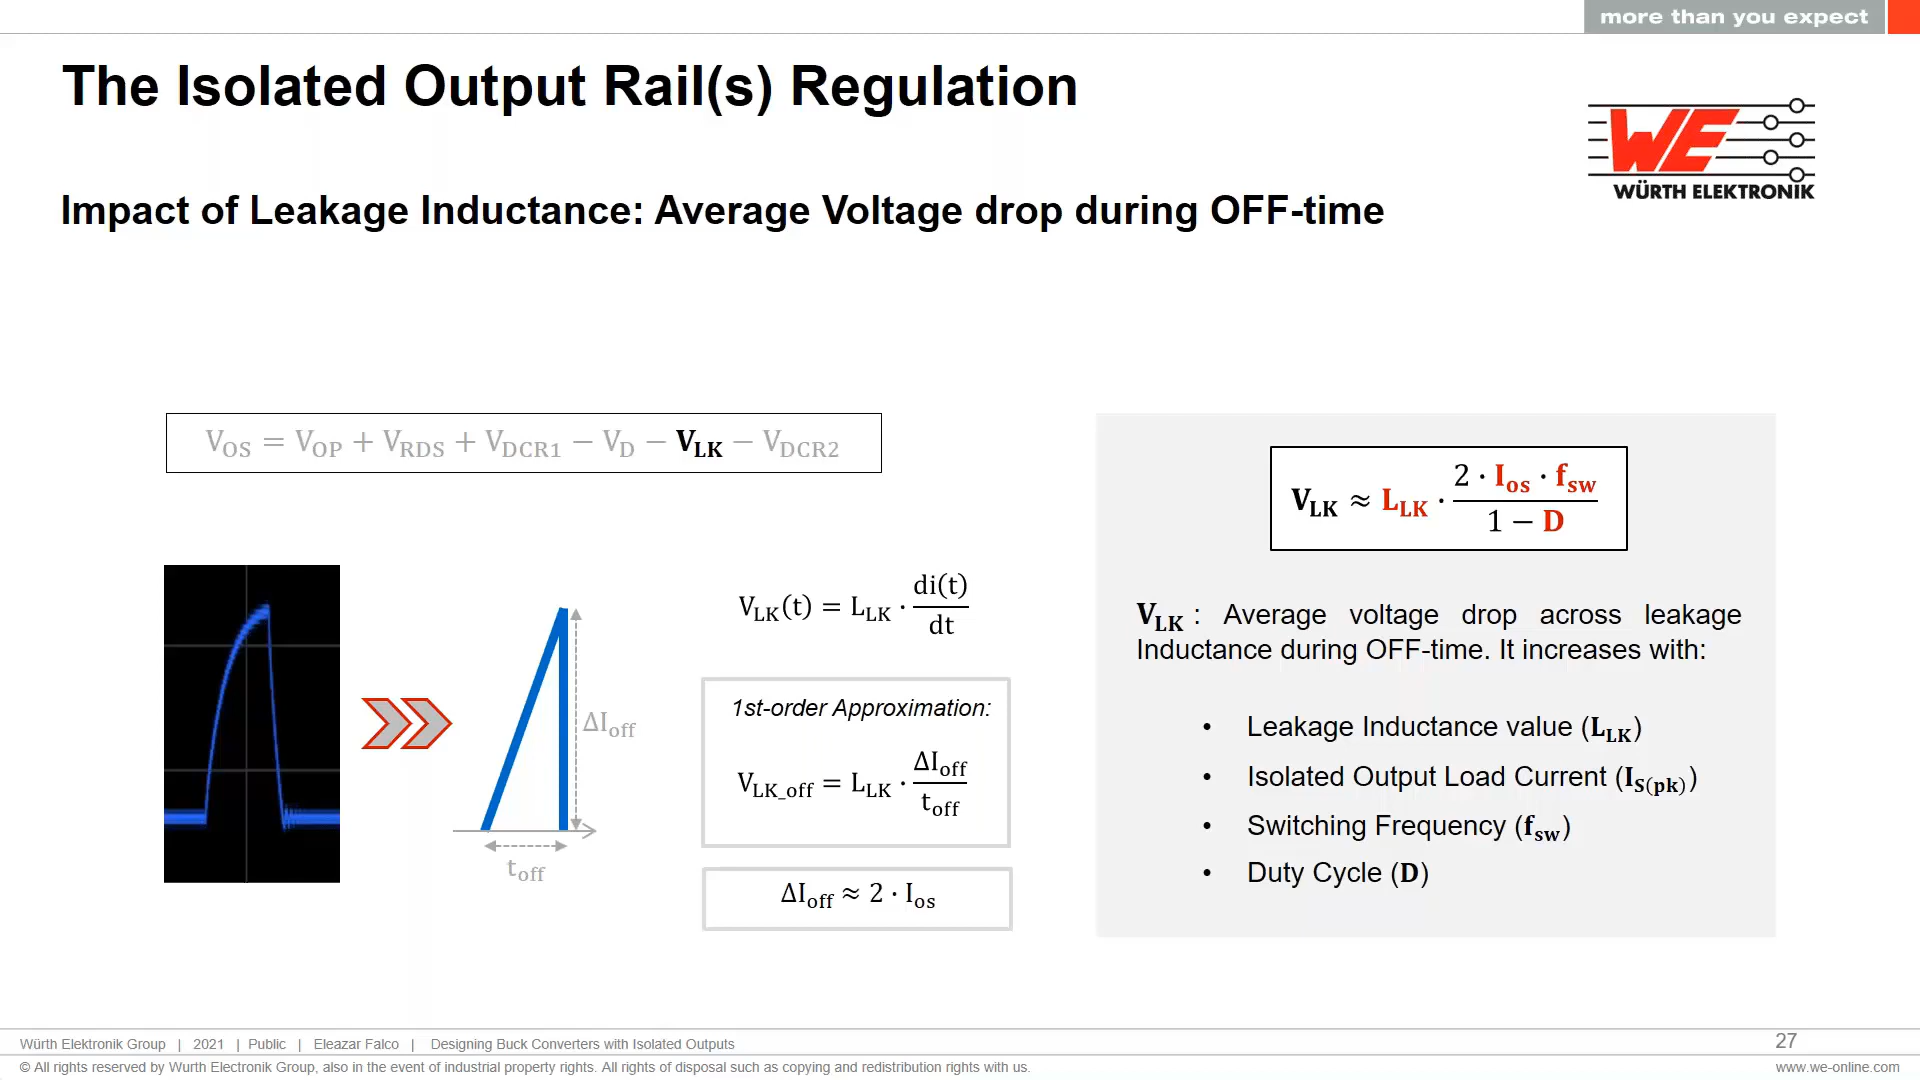 more than you expect
The Isolated Output Rail(s) Regulation
WE
WÜRTH ELEKTRONIK
Impact of Leakage Inductance: Average Voltage drop during OFF-time
V_OS = V_OP + V_RDS + V_DCR1 − V_D − V_LK − V_DCR2
V_LK ≈ L_LK · (2 · I_os · f_sw) / (1 − D)
V_LK(t) = L_LK · di(t)/dt
1st-order Approximation:
V_LK_off = L_LK · ΔI_off / t_off
ΔI_off ≈ 2 · I_os
ΔI_off
t_off
V_LK : Average voltage drop across leakage
Inductance during OFF-time. It increases with:
• Leakage Inductance value (L_LK)
• Isolated Output Load Current (I_S(pk))
• Switching Frequency (f_sw)
• Duty Cycle (D)
Würth Elektronik Group | 2021 | Public | Eleazar Falco | Designing Buck Converters with Isolated Outputs
27
© All rights reserved by Wurth Electronik Group, also in the event of industrial property rights. All rights of disposal such as copying and redistribution rights with us.
www.we-online.com